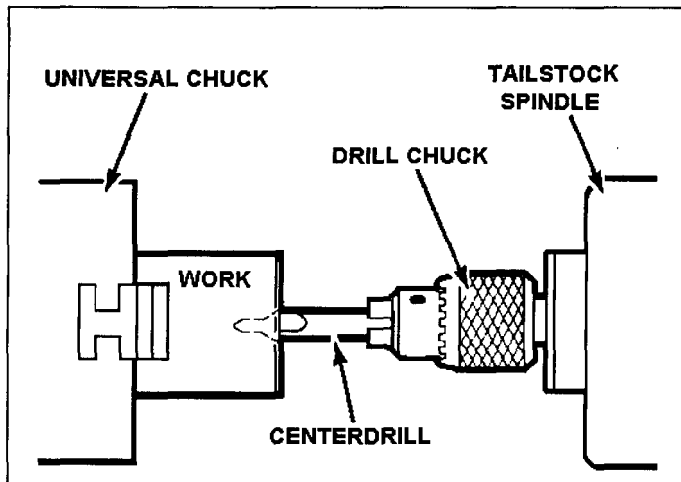 UNIVERSAL CHUCK
TAILSTOCK
SPINDLE
DRILL CHUCK
WORK
CENTERDRILL